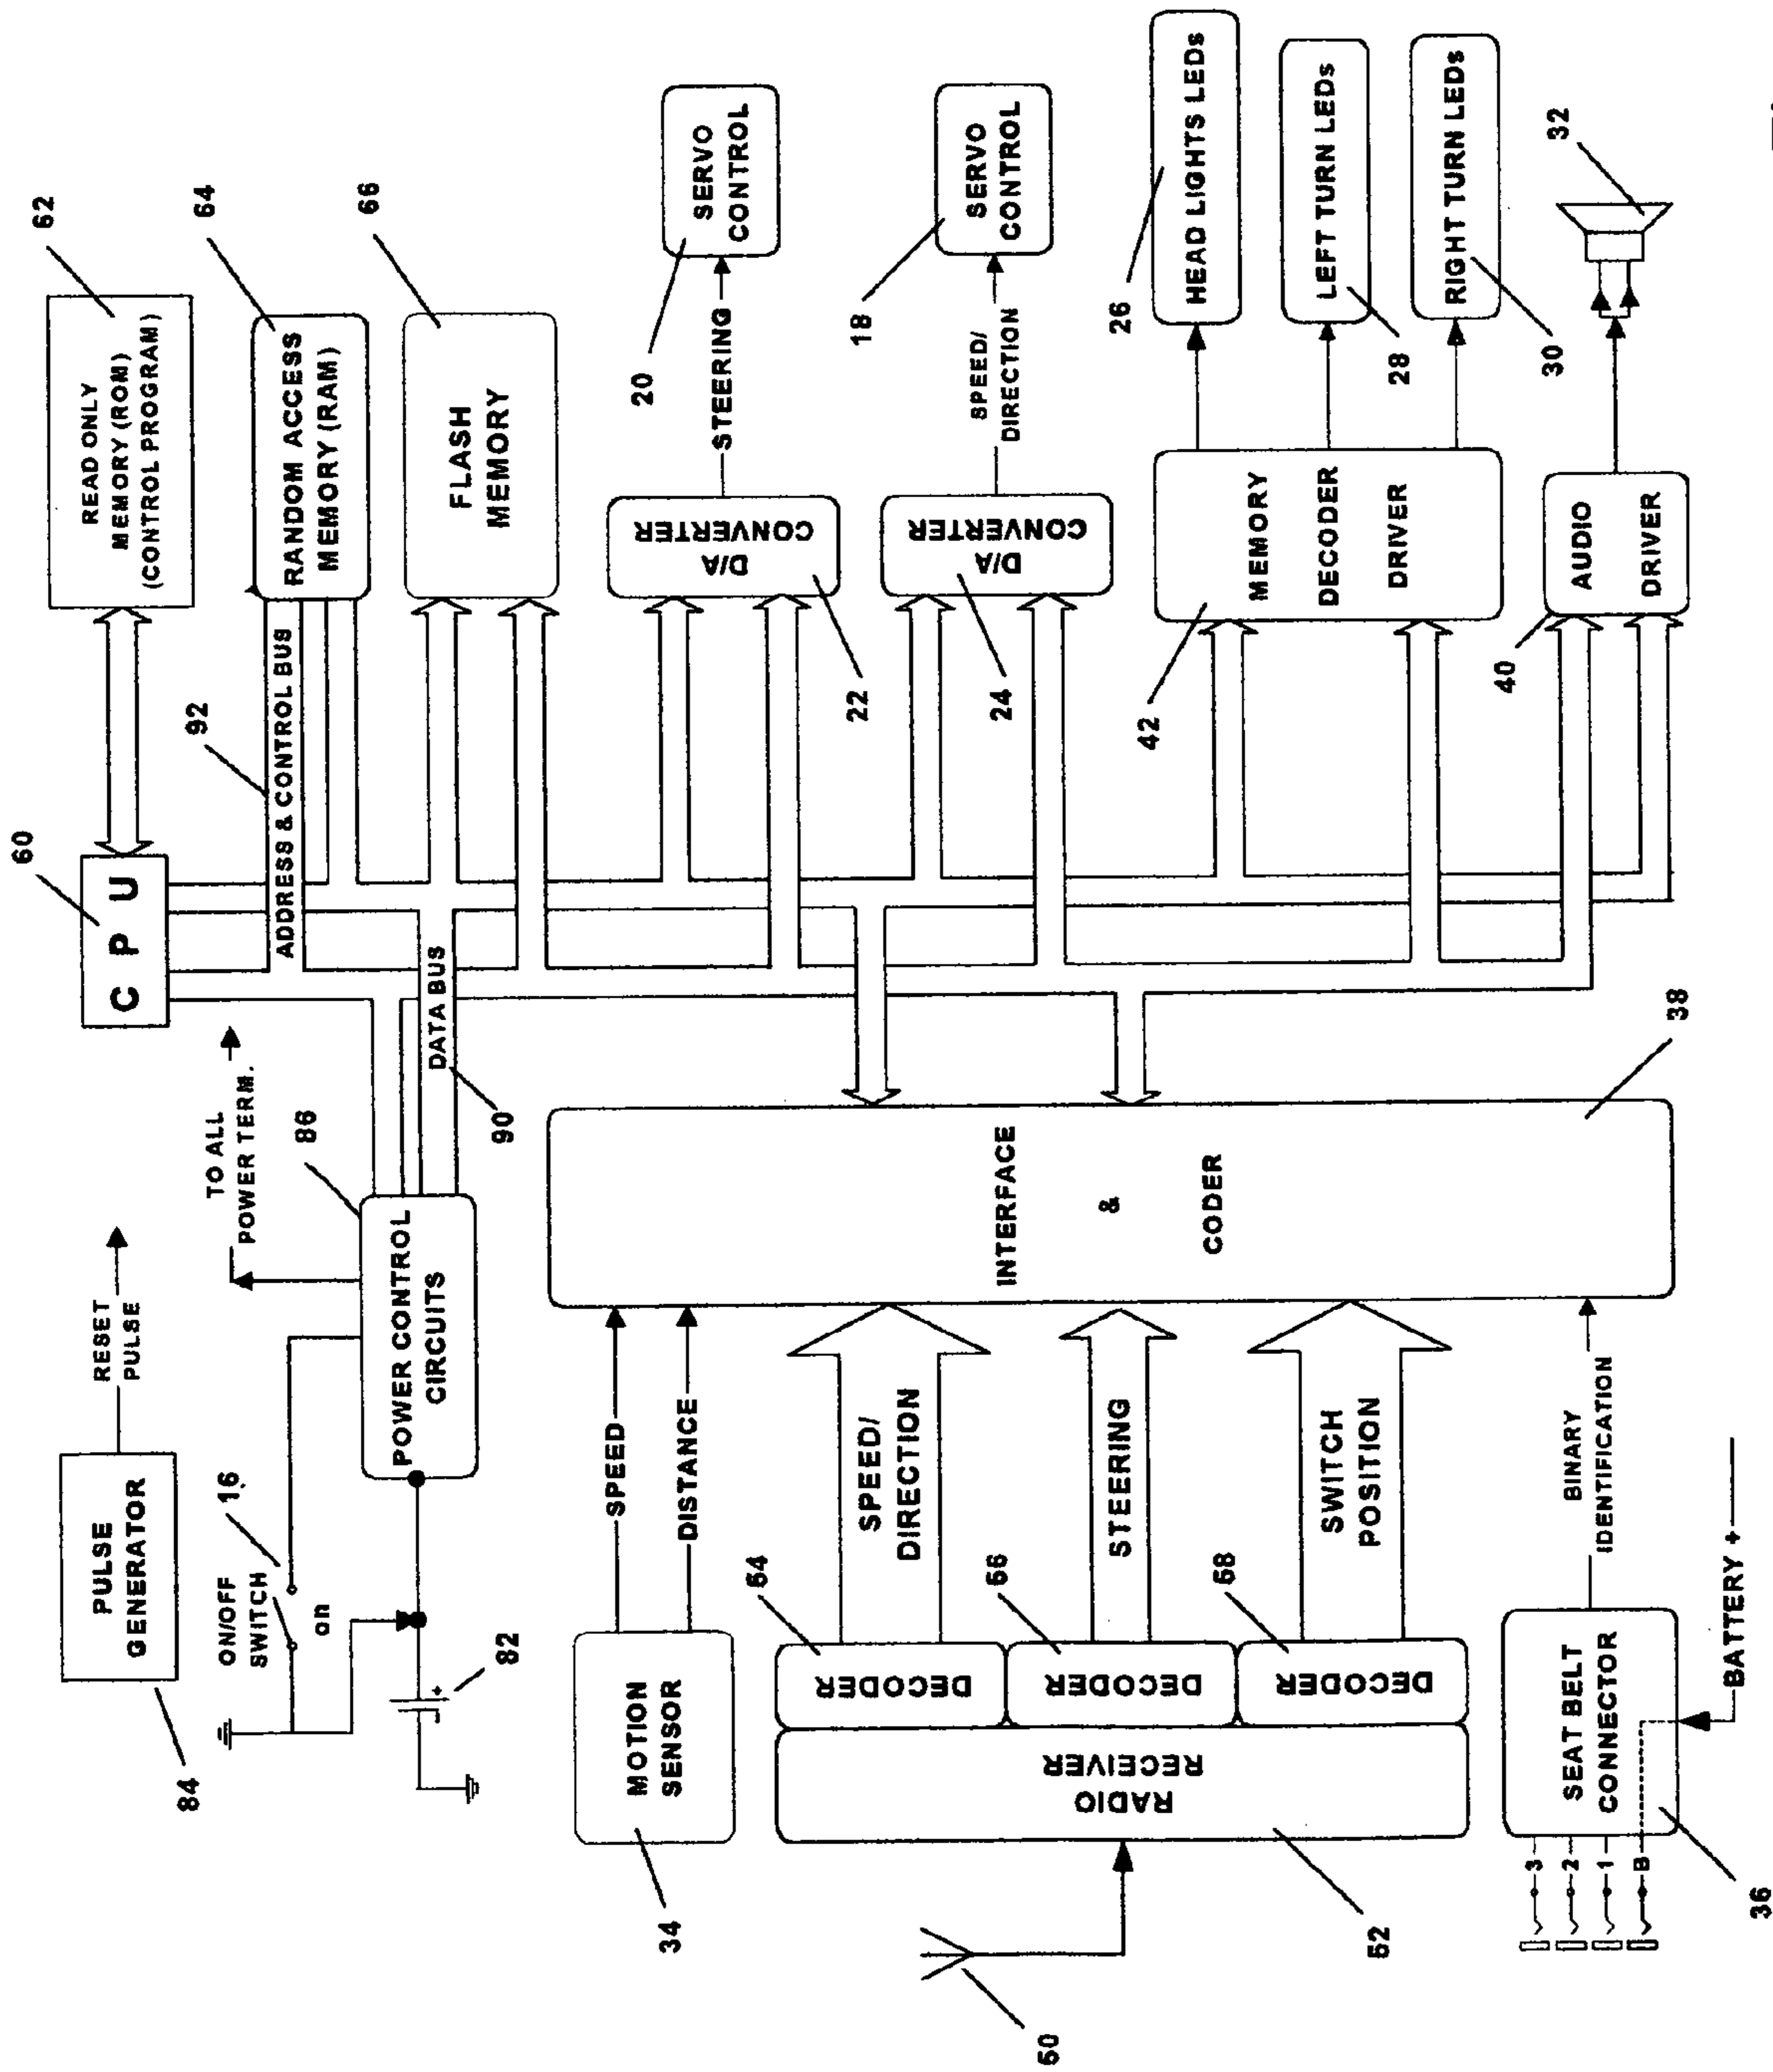 PULSE
GENERATOR
84
RESET
PULSE
ON/OFF
SWITCH
16
on
82
TO ALL
POWER TERM.
86
POWER CONTROL
CIRCUITS
60
C P U
62
READ ONLY
MEMORY (ROM)
(CONTROL PROGRAM)
92
ADDRESS & CONTROL BUS
64
RANDOM ACCESS
MEMORY (RAM)
DATA BUS
90
66
FLASH
MEMORY
34
MOTION
SENSOR
SPEED
DISTANCE
22
D/A
CONVERTER
STEERING
20
SERVO
CONTROL
50
52
RADIO
RECEIVER
54
DECODER
SPEED/
DIRECTION
56
DECODER
STEERING
58
DECODER
SWITCH
POSITION
INTERFACE
&
CODER
38
24
D/A
CONVERTER
SPEED/
DIRECTION
18
SERVO
CONTROL
42
MEMORY
DECODER
DRIVER
26
HEAD LIGHTS LEDs
28
LEFT TURN LEDs
30
RIGHT TURN LEDs
36
3
2
1
B
SEAT BELT
CONNECTOR
BINARY
IDENTIFICATION
BATTERY +
40
AUDIO
DRIVER
32